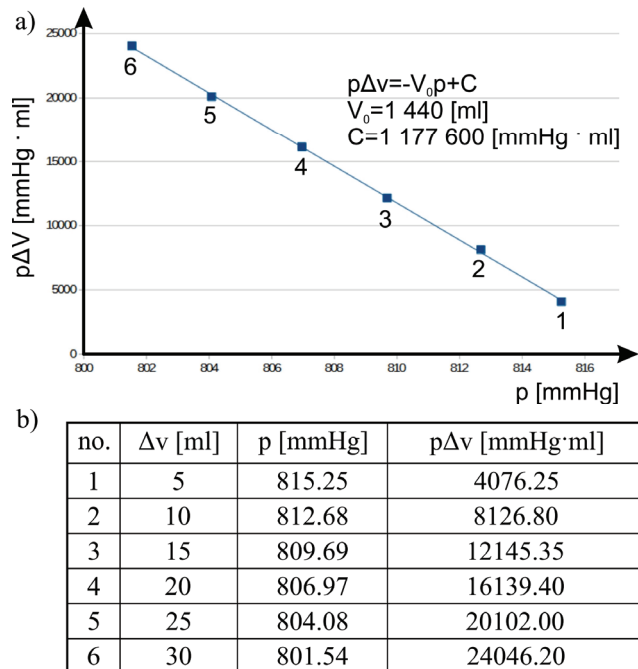 a)
25000
20000
15000
10000
5000
0
pΔV [mmHg · ml]
pΔv=-V₀p+C
V₀=1 440 [ml]
C=1 177 600 [mmHg · ml]
6
5
4
3
2
1
800 802 804 806 808 810 812 814 816
p [mmHg]
b)
no. Δv [ml] p [mmHg] pΔv [mmHg·ml]
1 5 815.25 4076.25
2 10 812.68 8126.80
3 15 809.69 12145.35
4 20 806.97 16139.40
5 25 804.08 20102.00
6 30 801.54 24046.20